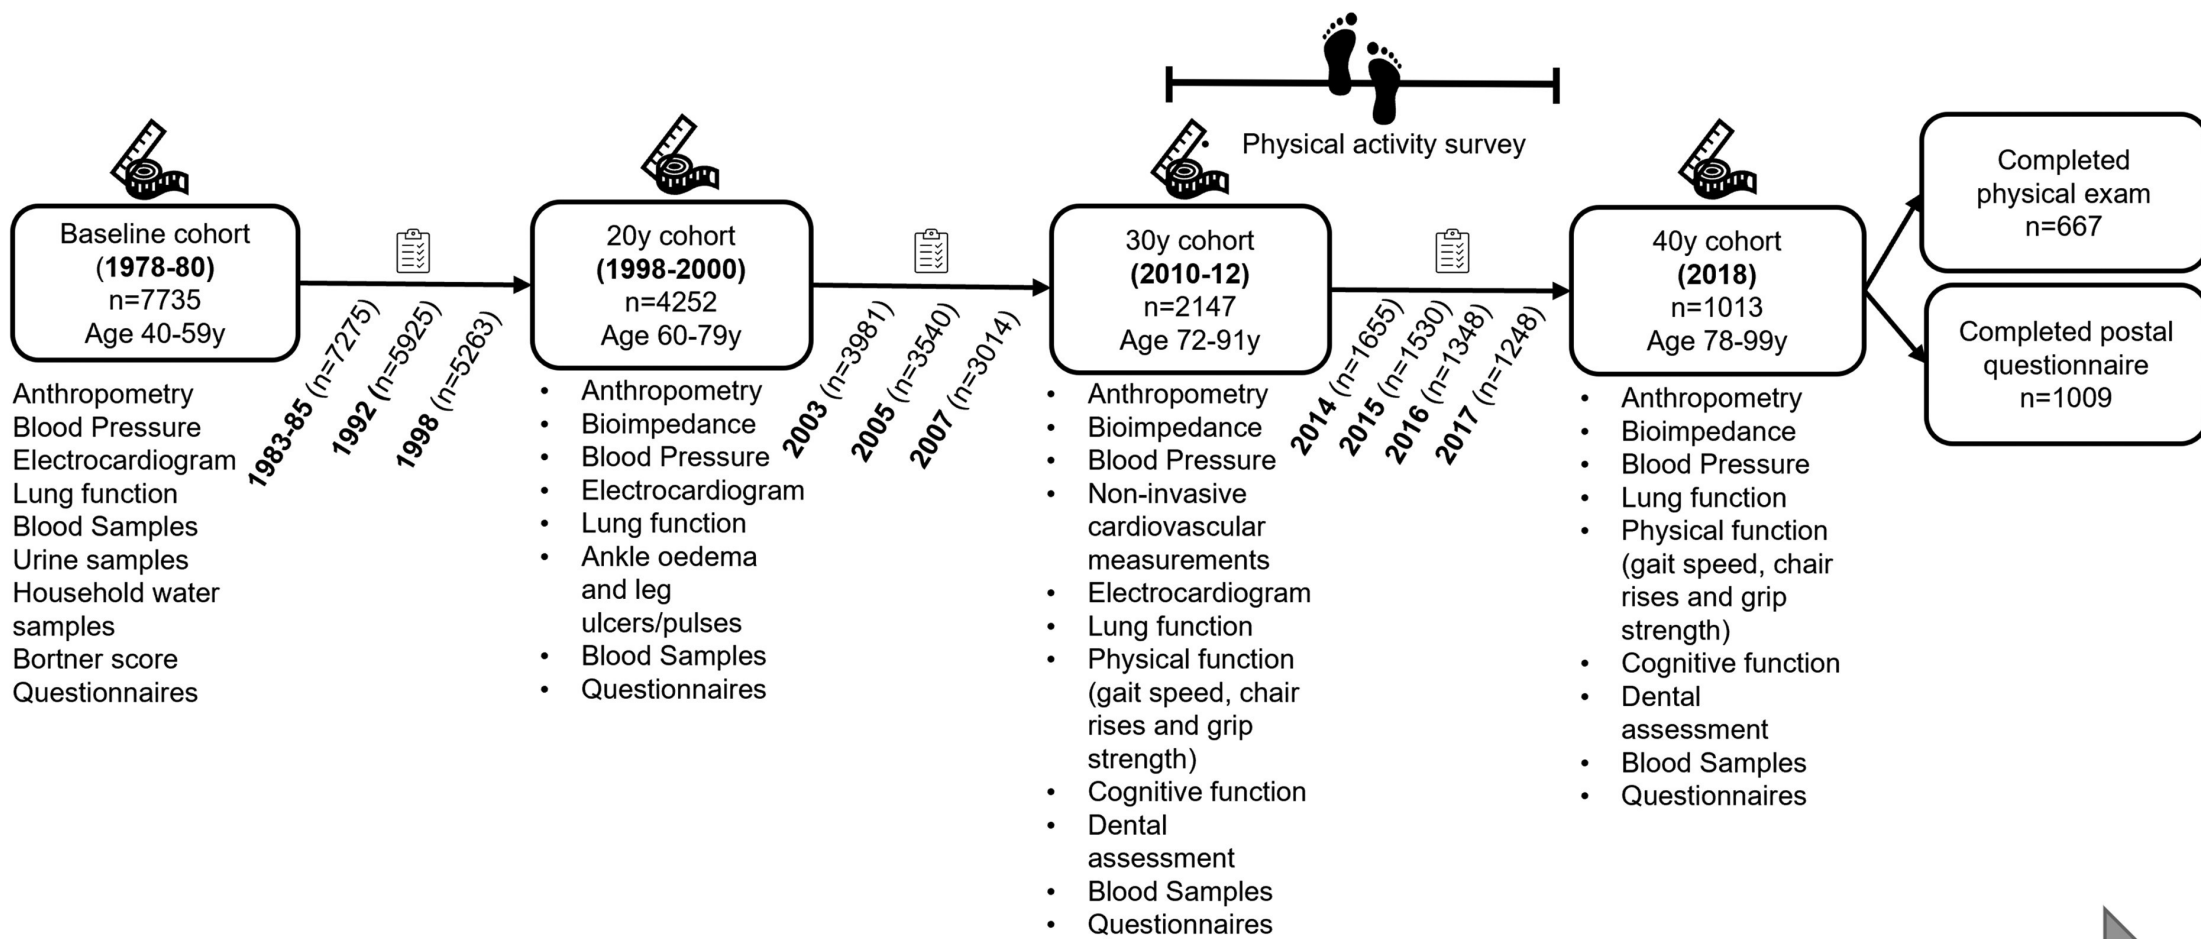 Physical activity survey
Baseline cohort
(1978-80)
n=7735
Age 40-59y
Anthropometry
Blood Pressure
Electrocardiogram
Lung function
Blood Samples
Urine samples
Household water
samples
Bortner score
Questionnaires
1983-85 (n=7275)
1992 (n=5925)
1998 (n=5263)
20y cohort
(1998-2000)
n=4252
Age 60-79y
• Anthropometry
• Bioimpedance
• Blood Pressure
• Electrocardiogram
• Lung function
• Ankle oedema
and leg
ulcers/pulses
• Blood Samples
• Questionnaires
2003 (n=3981)
2005 (n=3540)
2007 (n=3014)
30y cohort
(2010-12)
n=2147
Age 72-91y
• Anthropometry
• Bioimpedance
• Blood Pressure
• Non-invasive
cardiovascular
measurements
• Electrocardiogram
• Lung function
• Physical function
(gait speed, chair
rises and grip
strength)
• Cognitive function
• Dental
assessment
• Blood Samples
• Questionnaires
2014 (n=1655)
2015 (n=1530)
2016 (n=1348)
2017 (n=1248)
40y cohort
(2018)
n=1013
Age 78-99y
• Anthropometry
• Bioimpedance
• Blood Pressure
• Lung function
• Physical function
(gait speed, chair
rises and grip
strength)
• Cognitive function
• Dental
assessment
• Blood Samples
• Questionnaires
Completed
physical exam
n=667
Completed postal
questionnaire
n=1009